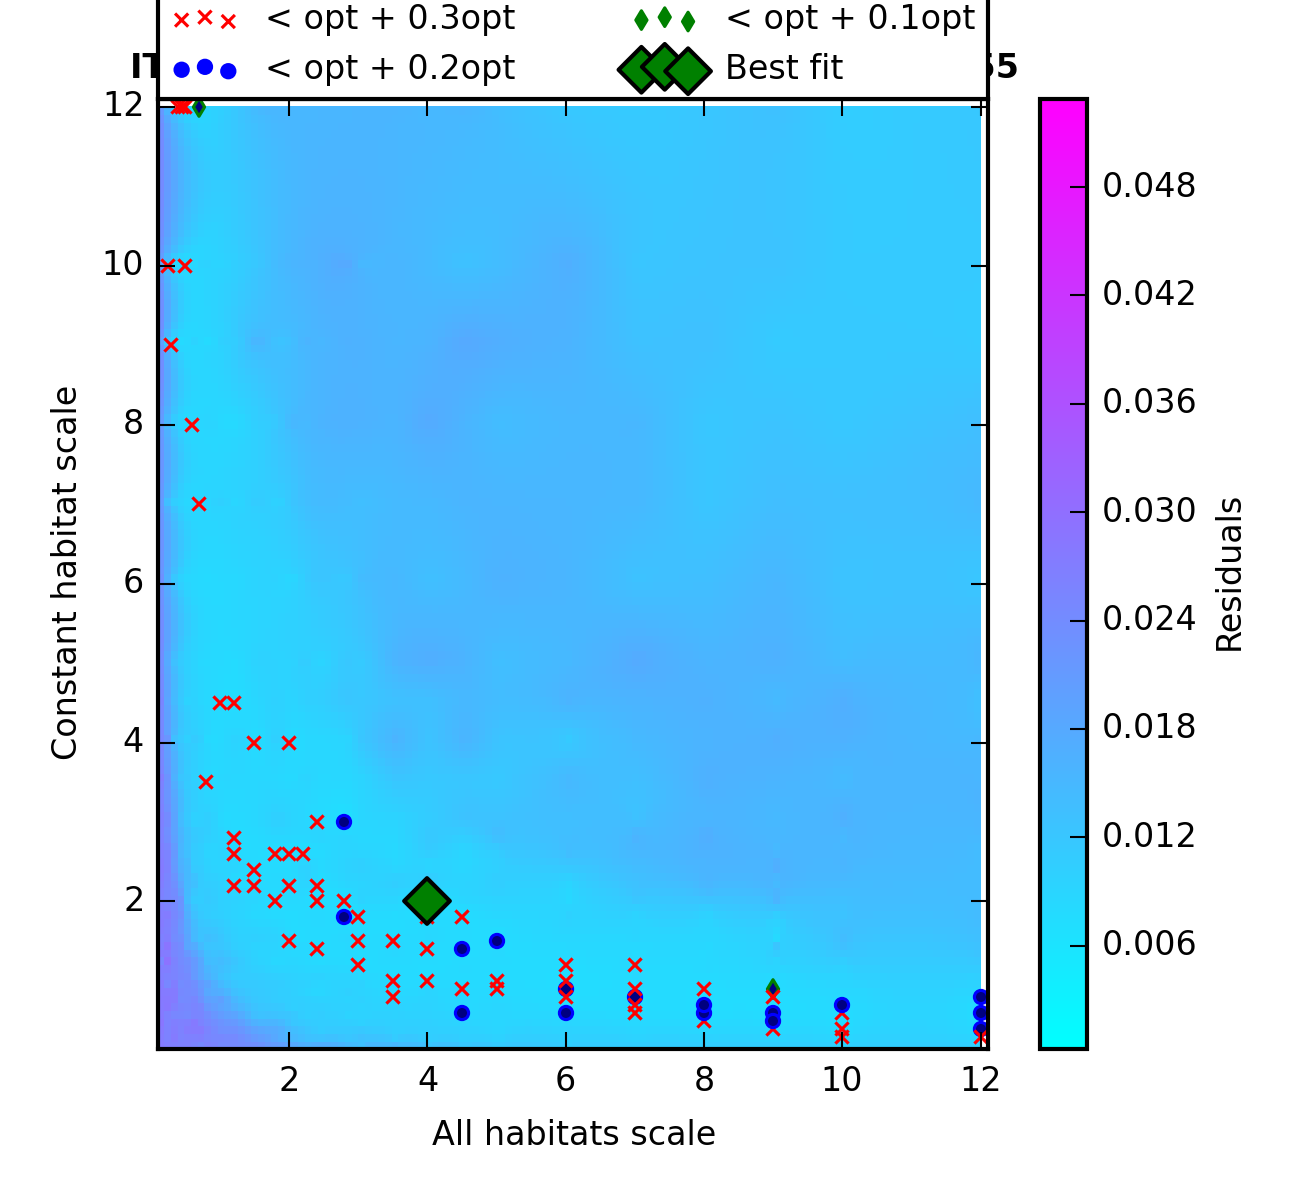 < opt + 0.3opt < opt + 0.1opt
< opt + 0.2opt Best fit
12
10
8
6
4
2
Constant habitat scale
2 4 6 8 10 12
All habitats scale
0.048
0.042
0.036
0.030
0.024
0.018
0.012
0.006
Residuals